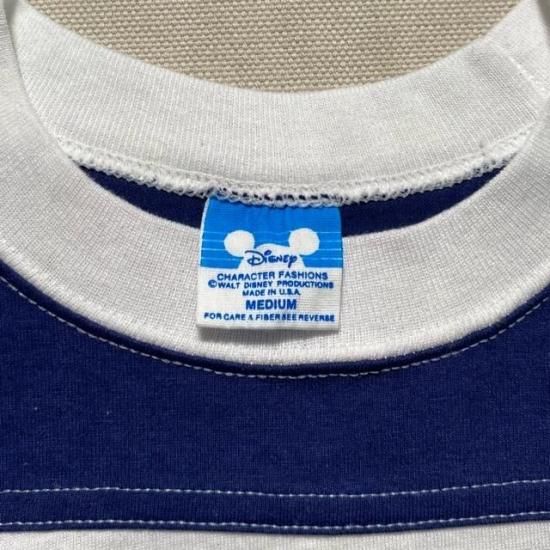 Disney
CHARACTER FASHIONS
©WALT DISNEY PRODUCTIONS
MADE IN U.S.A.
MEDIUM
FOR CARE & FIBER SEE REVERSE